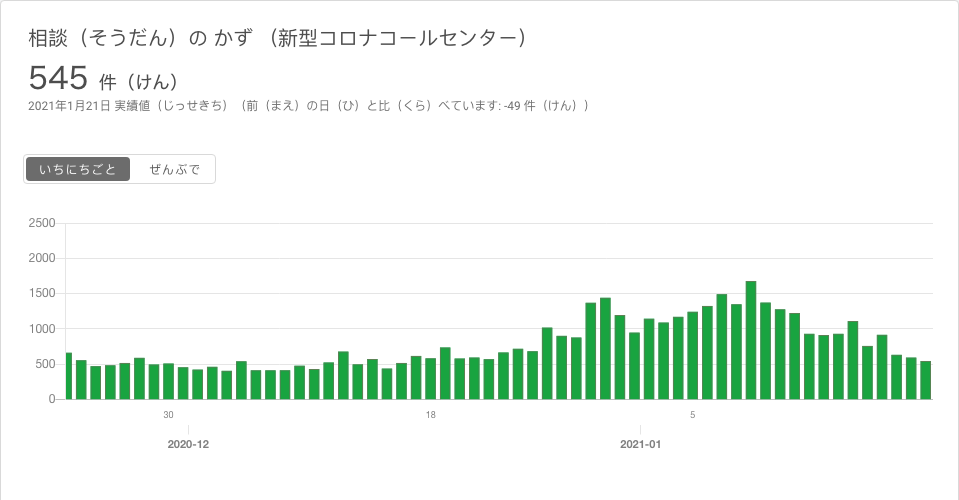 相談（そうだん）の かず （新型コロナコールセンター）
545 件（けん）
2021年1月21日 実績値（じっせきち）（前（まえ）の日（ひ）と比（くら）べています: -49 件（けん））
いちにちごと ぜんぶで
2500
2000
1500
1000
500
0
30 18 5
2020-12 2021-01